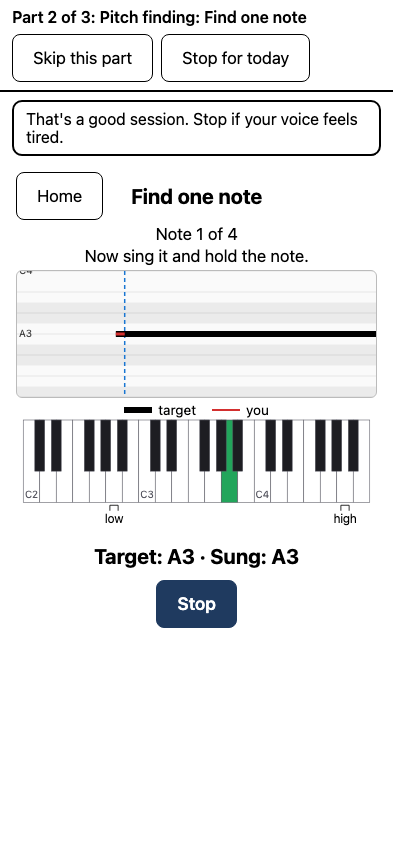 Part 2 of 3: Pitch finding: Find one note
Skip this part
Stop for today
That's a good session. Stop if your voice feels
tired.
Home
Find one note
Note 1 of 4
Now sing it and hold the note.
C4
A3
target
you
C2
C3
C4
low
high
Target: A3 · Sung: A3
Stop